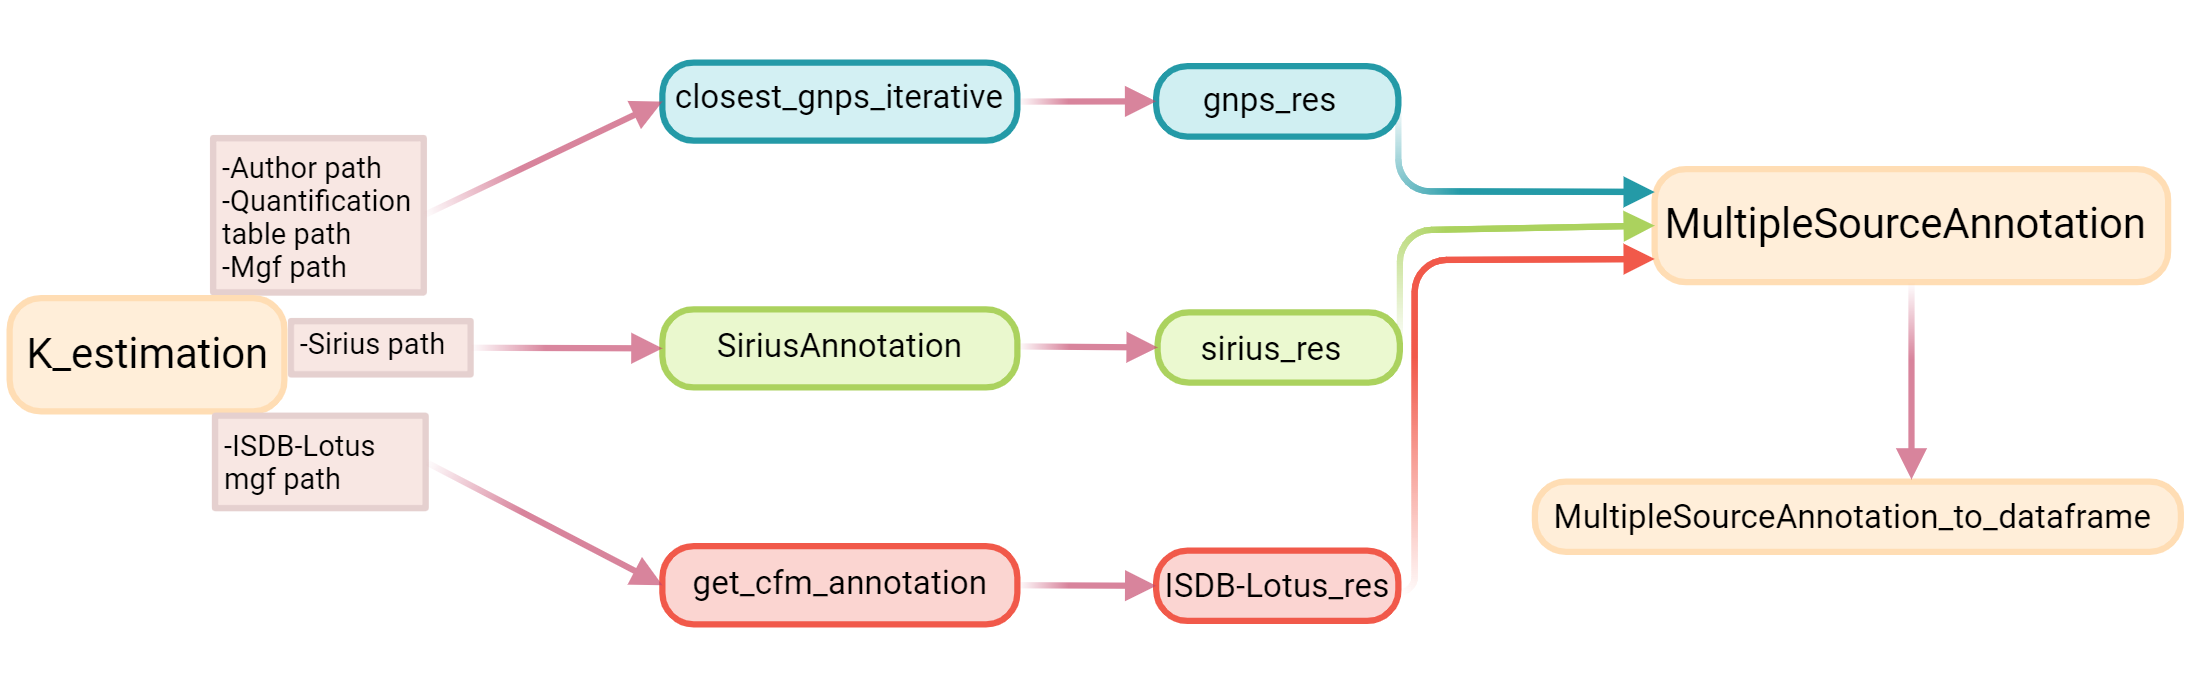 closest_gnps_iterative
gnps_res
-Author path
-Quantification
table path
-Mgf path
MultipleSourceAnnotation
K_estimation
-Sirius path
SiriusAnnotation
sirius_res
-ISDB-Lotus
mgf path
MultipleSourceAnnotation_to_dataframe
get_cfm_annotation
ISDB-Lotus_res